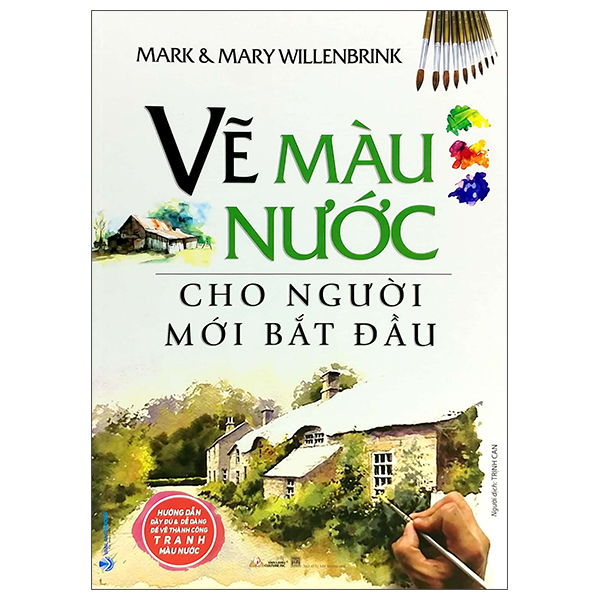 MARK & MARY WILLENBRINK
VẼ MÀU
NƯỚC
CHO NGƯỜI
MỚI BẮT ĐẦU
Người dịch: TRỊNH CAN
HƯỚNG DẪN
ĐẦY ĐỦ & DỄ DÀNG
ĐỂ VẼ THÀNH CÔNG
TRANH
MÀU NƯỚC